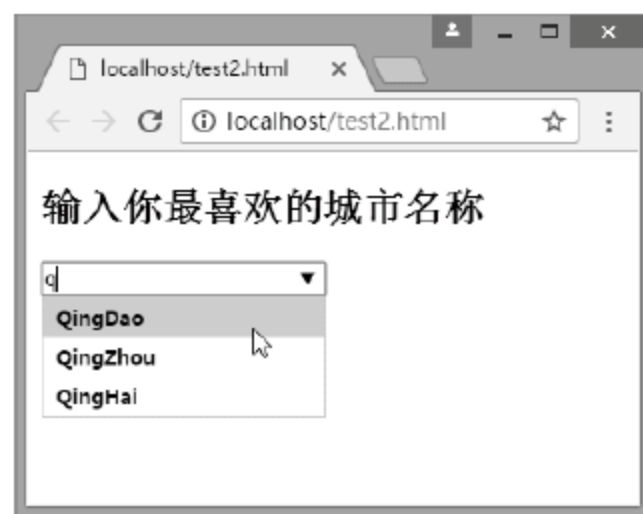 localhost/test2.html
localhost/test2.html
输入你最喜欢的城市名称
q
QingDao
QingZhou
QingHai